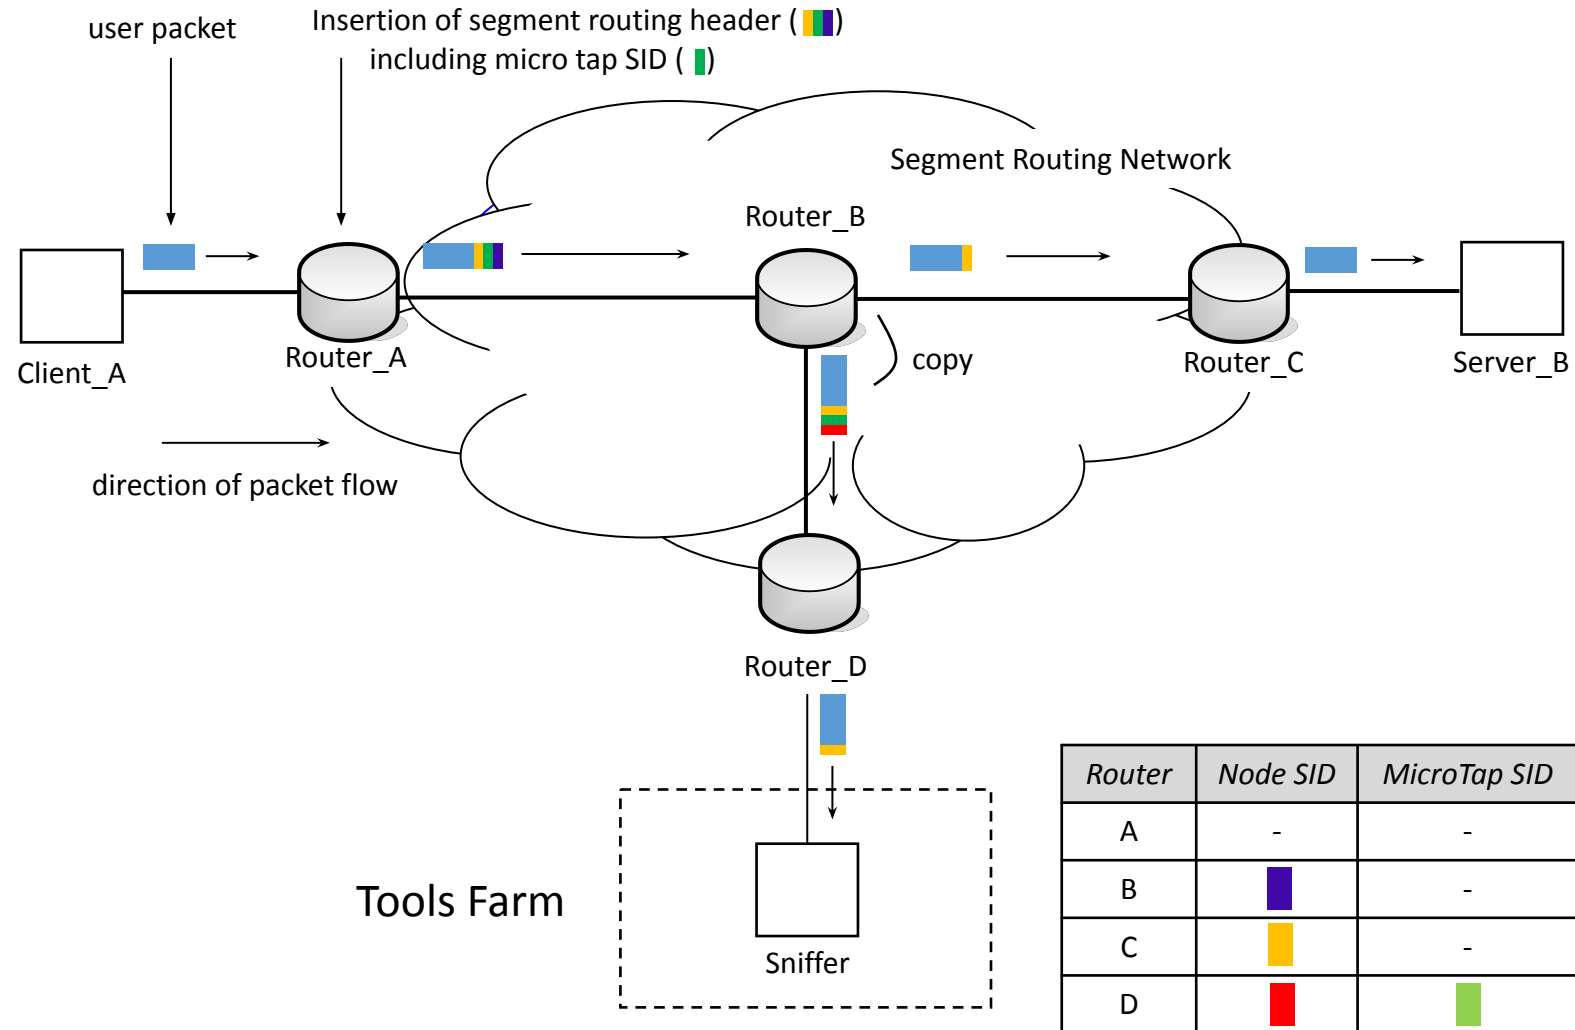 user packet
Insertion of segment routing header ( )
including micro tap SID ( )
Segment Routing Network
Router_B
Client_A
Router_A
copy
Router_C
Server_B
direction of packet flow
Router_D
Tools Farm
Sniffer
Router Node SID MicroTap SID
A - -
B -
C -
D